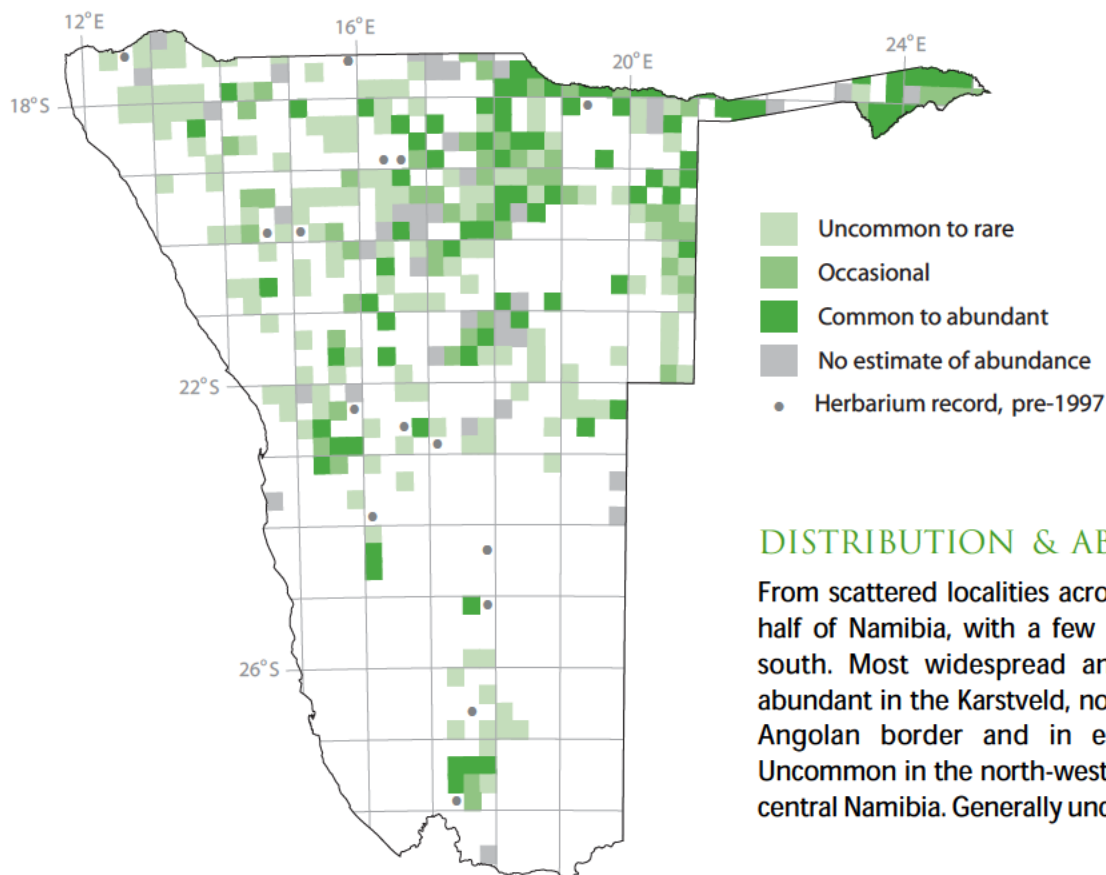 12°E
16°E
20°E
24°E
18°S
22°S
26°S
Uncommon to rare
Occasional
Common to abundant
No estimate of abundance
Herbarium record, pre-1997
DISTRIBUTION & AB
From scattered localities acro
half of Namibia, with a few
south. Most widespread an
abundant in the Karstveld, no
Angolan border and in e
Uncommon in the north-west
central Namibia. Generally und